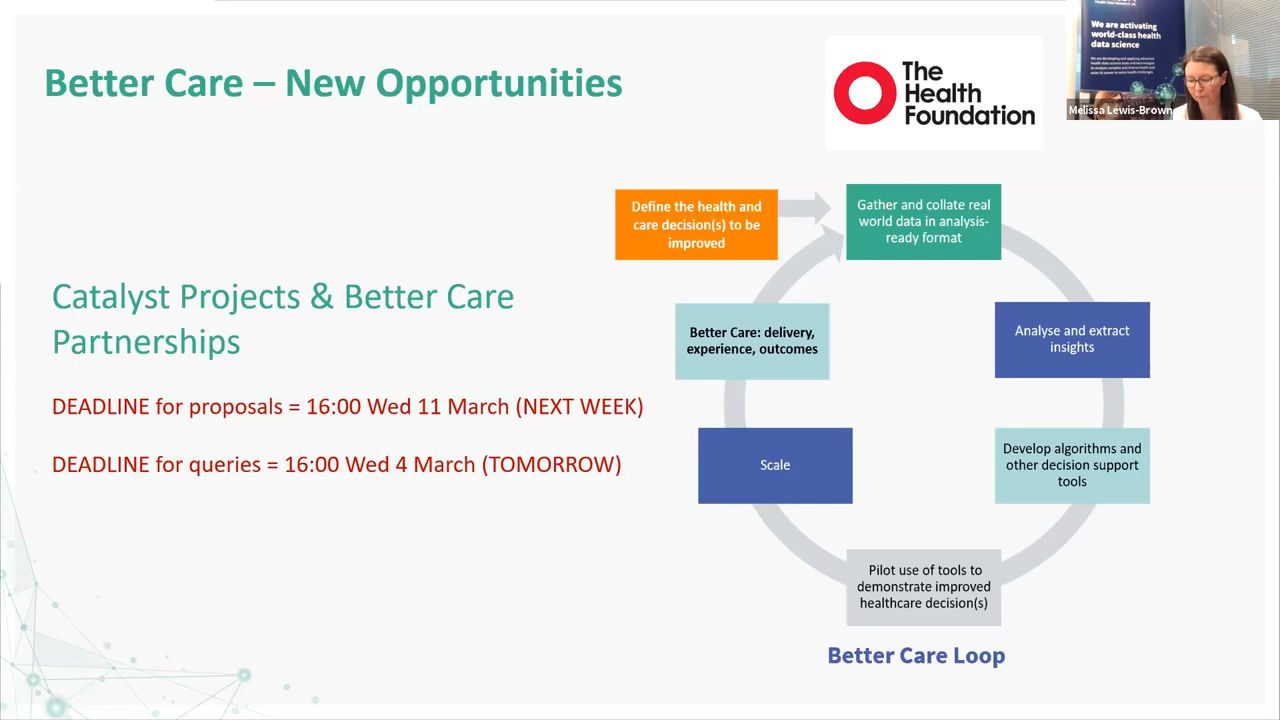 Better Care – New Opportunities
The
Health
Foundation
We are activating
world-class health
data science
Melissa Lewis-Brown
Define the health and
care decision(s) to be
improved
Gather and collate real
world data in analysis-
ready format
Catalyst Projects & Better Care
Partnerships
Better Care: delivery,
experience, outcomes
Analyse and extract
insights
DEADLINE for proposals = 16:00 Wed 11 March (NEXT WEEK)
DEADLINE for queries = 16:00 Wed 4 March (TOMORROW)
Scale
Develop algorithms and
other decision support
tools
Pilot use of tools to
demonstrate improved
healthcare decision(s)
Better Care Loop